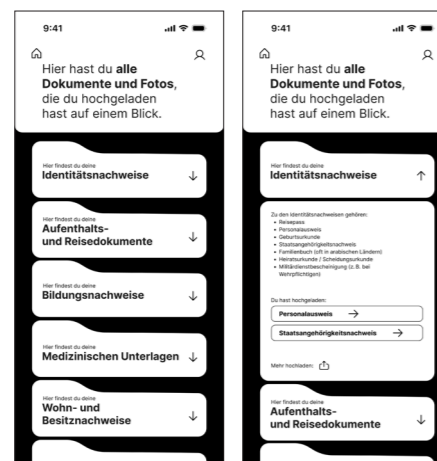 9:41
Hier hast du alle
Dokumente und Fotos,
die du hochgeladen
hast auf einem Blick.
Hier findest du deine
Identitätsnachweise
Hier findest du deine
Aufenthalts-
und Reisedokumente
Hier findest du deine
Bildungsnachweise
Hier findest du deine
Medizinischen Unterlagen
Hier findest du deine
Wohn- und
Besitznachweise
9:41
Hier hast du alle
Dokumente und Fotos,
die du hochgeladen
hast auf einem Blick.
Hier findest du deine
Identitätsnachweise
Zu den identitätsnachweisen gehören:
• Reisepass
• Personalausweis
• Geburtsurkunde
• Staatsangehörigkeitsnachweis
• Familienbuch (oft in arabischen Ländern)
• Heiratsurkunde / Scheidungsurkunde
• Militärdienstbescheinigung (z. B. bei
Wehrpflichtigen)
Du hast hochgeladen:
Personalausweis
Staatsangehörigkeitsnachweis
Mehr hochladen:
Hier findest du deine
Aufenthalts-
und Reisedokumente